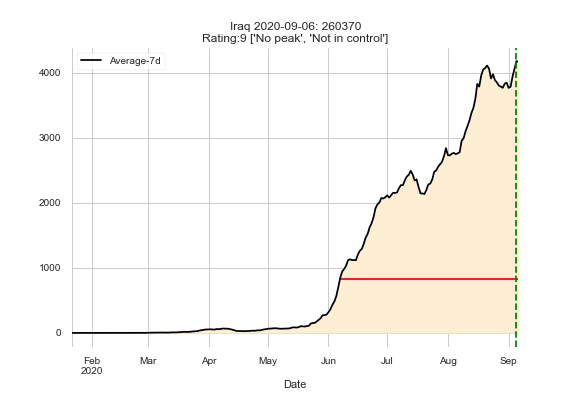 Iraq 2020-09-06: 260370
Rating:9 ['No peak', 'Not in control']
Average-7d
4000
3000
2000
1000
0
Feb Mar Apr May Jun Jul Aug Sep
2020
Date